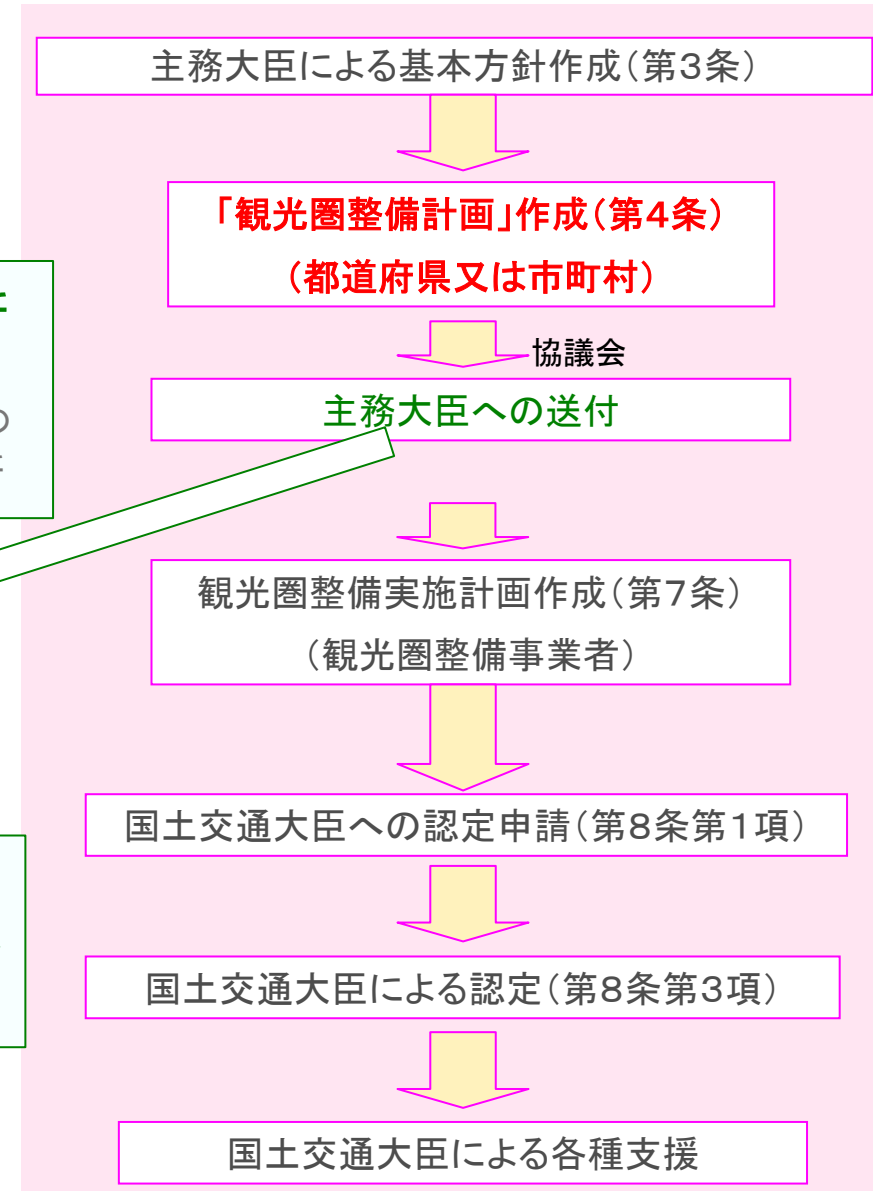 主務大臣による基本方針作成（第３条）
「観光圏整備計画」作成（第４条）
（都道府県又は市町村）
協議会
主務大臣への送付
観光圏整備実施計画作成（第７条）
（観光圏整備事業者）
国土交通大臣への認定申請（第８条第１項）
国土交通大臣による認定（第８条第３項）
国土交通大臣による各種支援